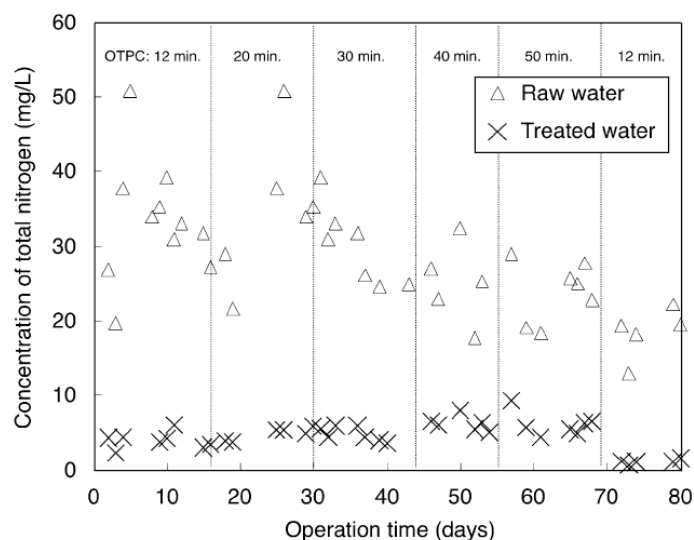 60
50
40
30
20
10
0
Concentration of total nitrogen (mg/L)
OTPC: 12 min. 20 min. 30 min. 40 min. 50 min. 12 min.
Raw water
Treated water
0 10 20 30 40 50 60 70 80
Operation time (days)